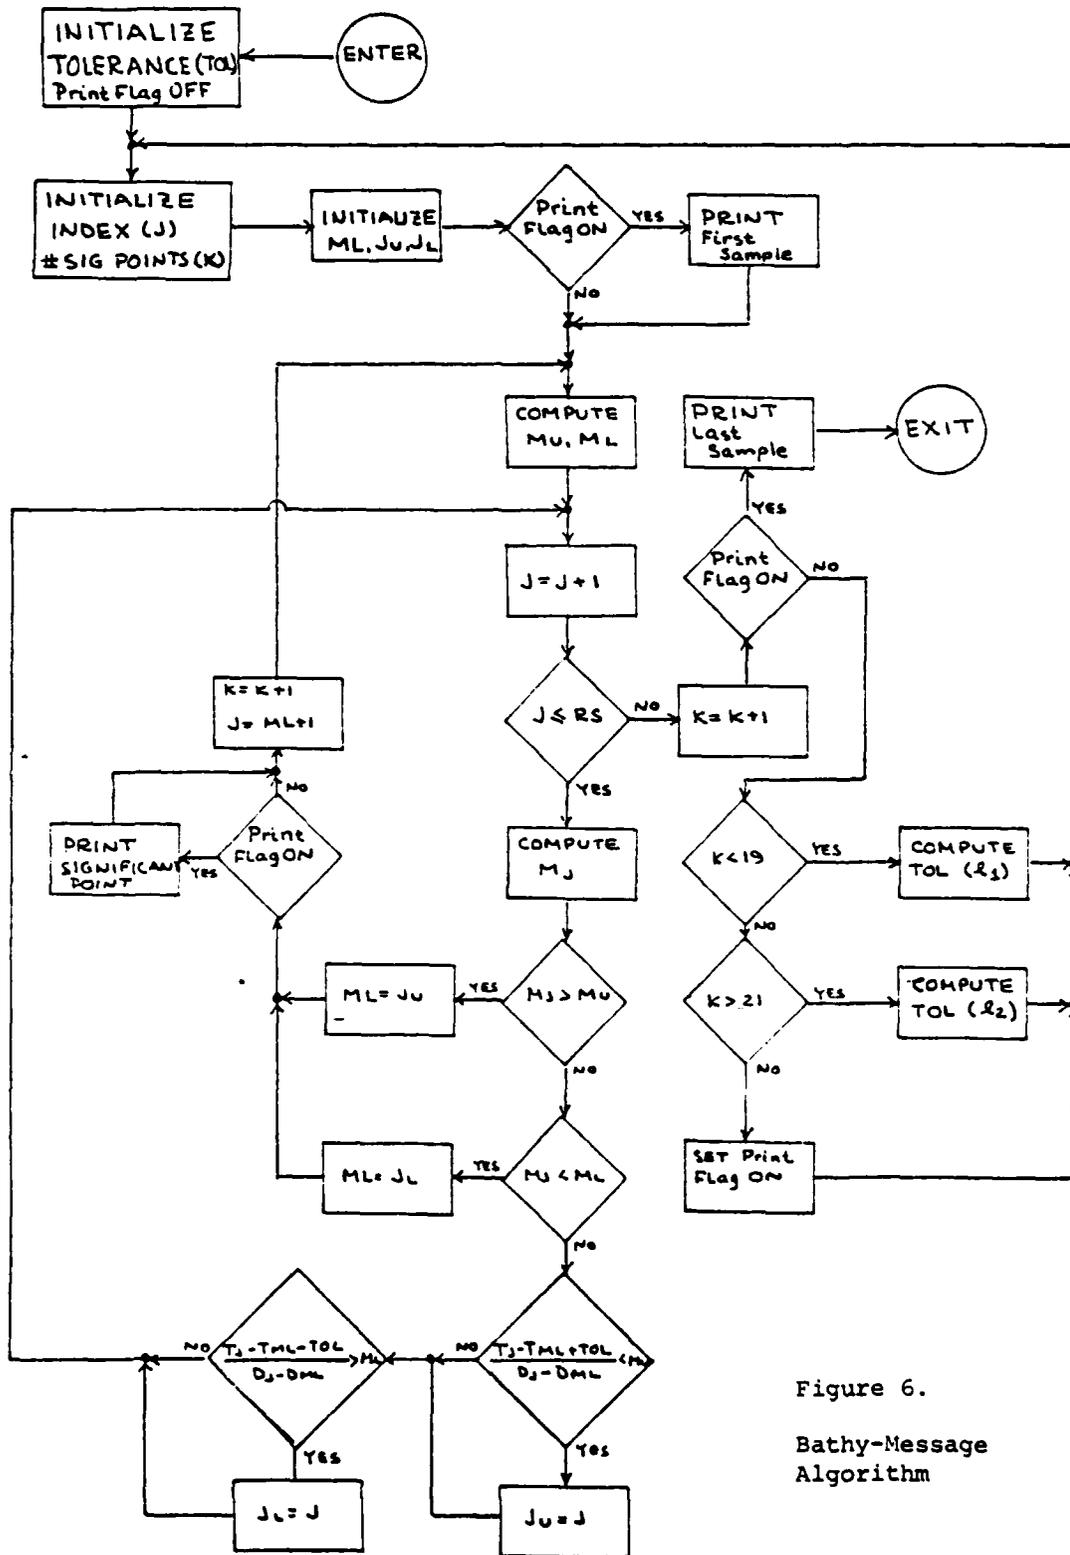 INITIALIZE
TOLERANCE (TOL)
Print Flag OFF
ENTER
INITIALIZE
INDEX (J)
# SIG POINTS (K)
INITIALIZE
ML, JU, JL
Print
Flag ON
YES
PRINT
First
Sample
NO
COMPUTE
MU, ML
PRINT
Last
Sample
EXIT
YES
J = J + 1
Print
Flag ON
NO
K = K + 1
J = ML+1
J ≤ RS
NO
K = K + 1
YES
NO
PRINT
SIGNIFICANT
POINT
YES
Print
Flag ON
COMPUTE
MJ
K < 19
YES
COMPUTE
TOL (ℓ1)
NO
ML = JU
YES
MJ > MU
K > 21
YES
COMPUTE
TOL (ℓ2)
NO
NO
ML = JL
YES
MJ < ML
SET Print
Flag ON
NO
NO
TJ - TML - TOL
DJ - DML
> ML
NO
TJ - TML + TOL
DJ - DML
< MU
YES
YES
JL = J
JU = J
Figure 6.
Bathy-Message
Algorithm